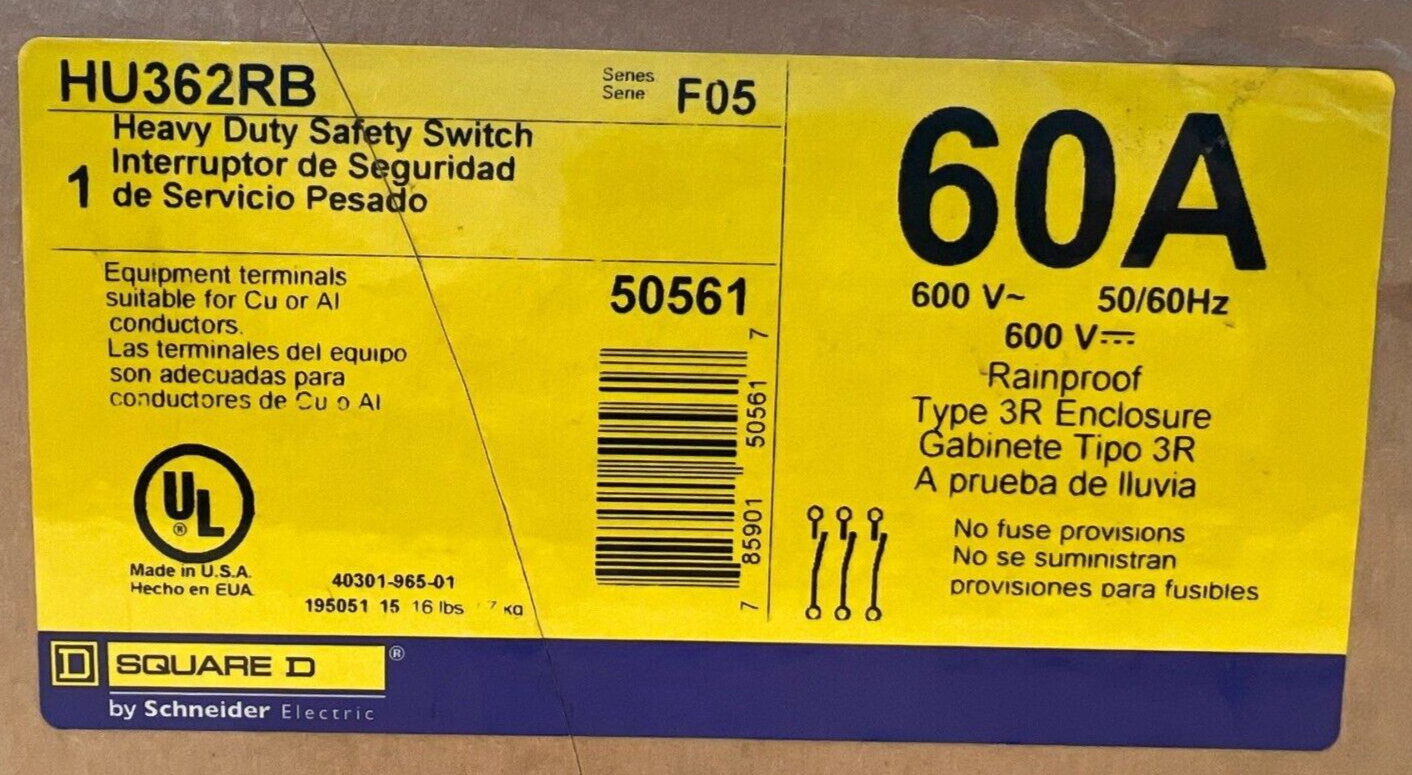 HU362RB
Series
Serie
F05
Heavy Duty Safety Switch
Interruptor de Seguridad
1 de Servicio Pesado
Equipment terminals
suitable for Cu or Al
conductors.
Las terminales del equipo
son adecuadas para
conductores de Cu o Al
UL
®
Made in U.S.A.
Hecho en EUA
40301-965-01
195051 15 16 lbs 7 kg
50561
7 85901 50561 7
60A
600 V~ 50/60Hz
600 V⎓
Rainproof
Type 3R Enclosure
Gabinete Tipo 3R
A prueba de lluvia
No fuse provisions
No se suministran
provisiones para fusibles
D SQUARE D ®
by Schneider Electric